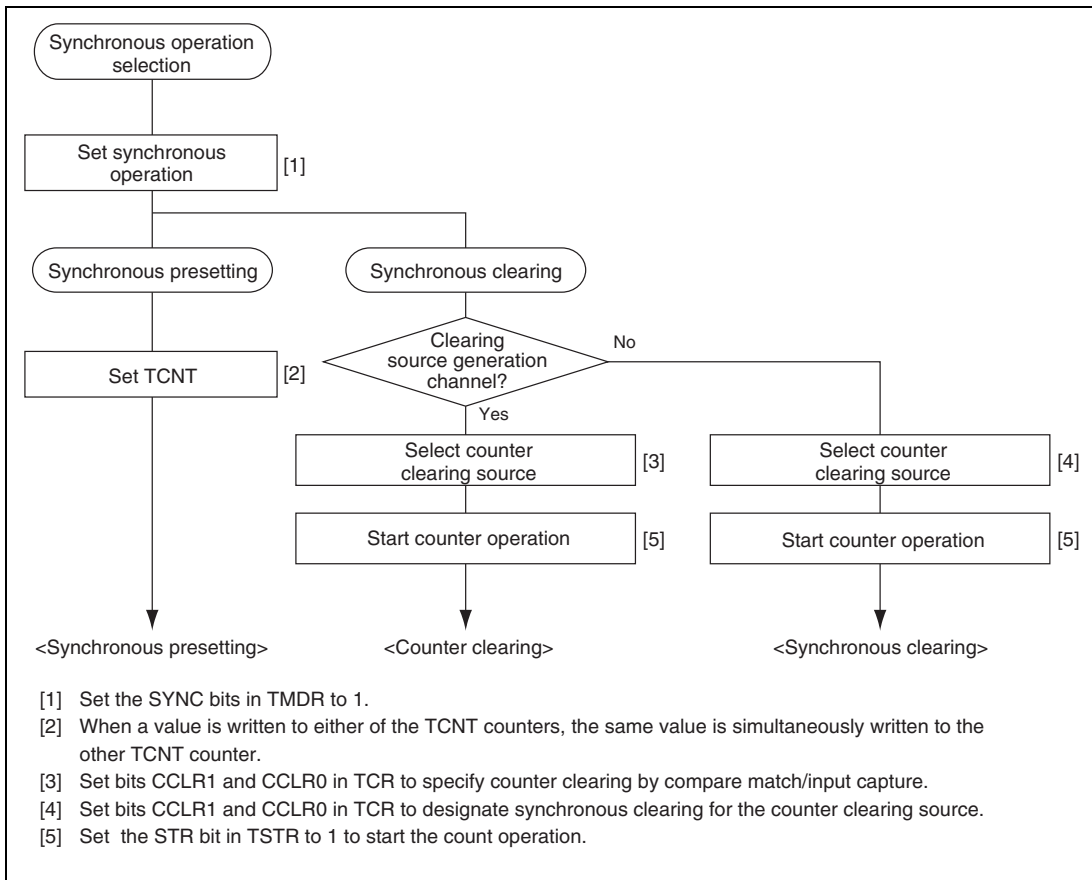 Synchronous operation
selection
Set synchronous
operation
[1]
Synchronous presetting
Synchronous clearing
Clearing
source generation
channel?
No
Set TCNT
[2]
Yes
Select counter
clearing source
[3]
Select counter
clearing source
[4]
Start counter operation
[5]
Start counter operation
[5]
<Synchronous presetting>
<Counter clearing>
<Synchronous clearing>
[1] Set the SYNC bits in TMDR to 1.
[2] When a value is written to either of the TCNT counters, the same value is simultaneously written to the
other TCNT counter.
[3] Set bits CCLR1 and CCLR0 in TCR to specify counter clearing by compare match/input capture.
[4] Set bits CCLR1 and CCLR0 in TCR to designate synchronous clearing for the counter clearing source.
[5] Set the STR bit in TSTR to 1 to start the count operation.